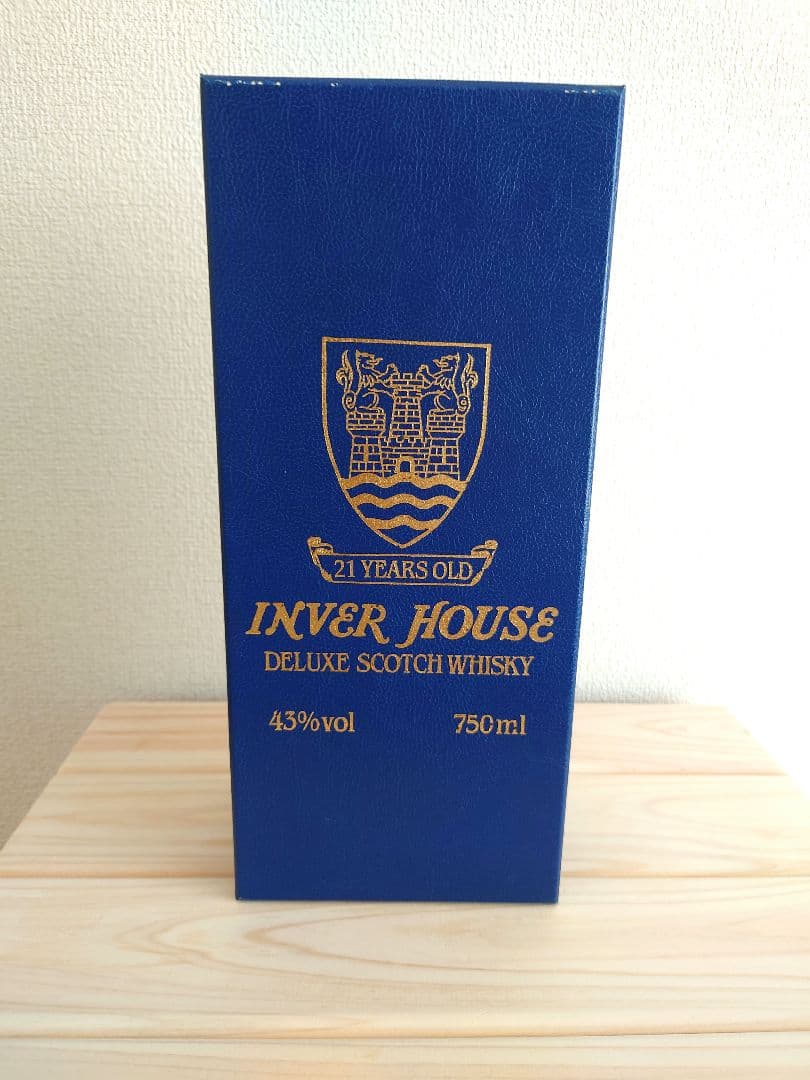 21 YEARS OLD
INVER HOUSE
DELUXE SCOTCH WHISKY
43%vol 750ml